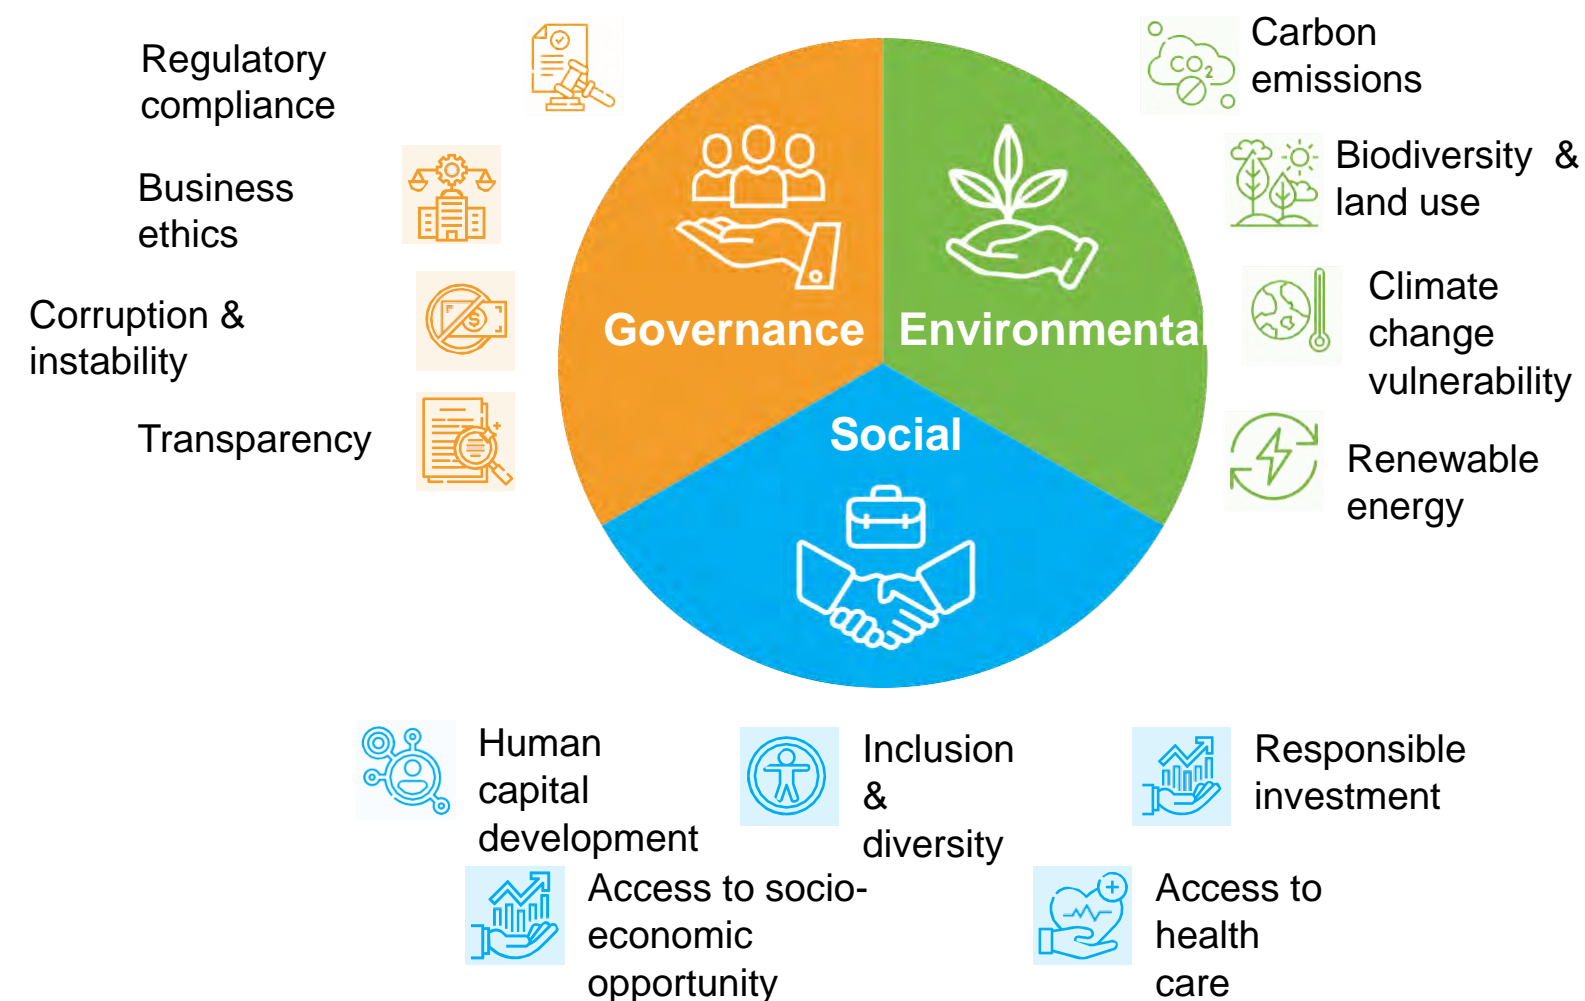 Regulatory
compliance
Business
ethics
Corruption &
instability
Transparency
Governance
Environmental
Social
CO2
Carbon
emissions
Biodiversity &
land use
Climate
change
vulnerability
Renewable
energy
Human
capital
development
Inclusion
&
diversity
Responsible
investment
Access to socio-
economic
opportunity
Access to
health
care
$